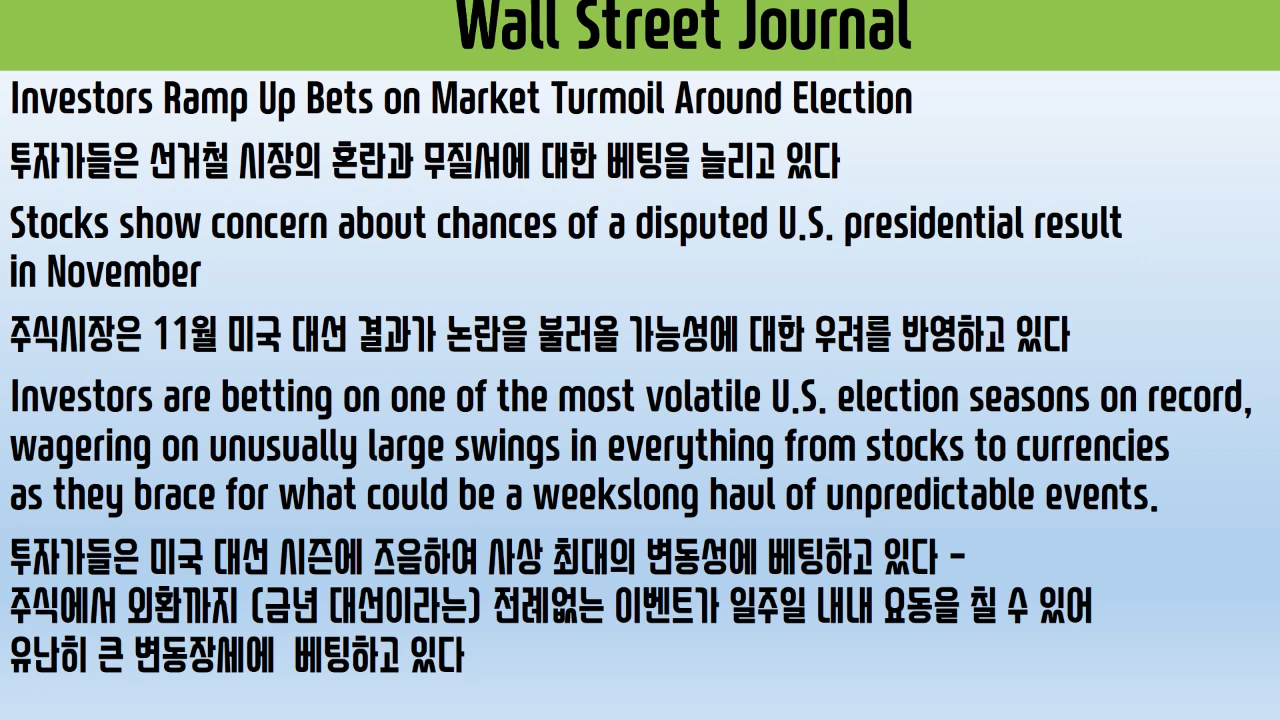 Wall Street Journal
Investors Ramp Up Bets on Market Turmoil Around Election
투자가들은 선거철 시장의 혼란과 무질서에 대한 베팅을 늘리고 있다
Stocks show concern about chances of a disputed U.S. presidential result
in November
주식시장은 11월 미국 대선 결과가 논란을 불러올 가능성에 대한 우려를 반영하고 있다
Investors are betting on one of the most volatile U.S. election seasons on record,
wagering on unusually large swings in everything from stocks to currencies
as they brace for what could be a weekslong haul of unpredictable events.
투자가들은 미국 대선 시즌에 즈음하여 사상 최대의 변동성에 베팅하고 있다 -
주식에서 외환까지 (금년 대선이라는) 전례없는 이벤트가 일주일 내내 요동을 칠 수 있어
유난히 큰 변동장세에 베팅하고 있다